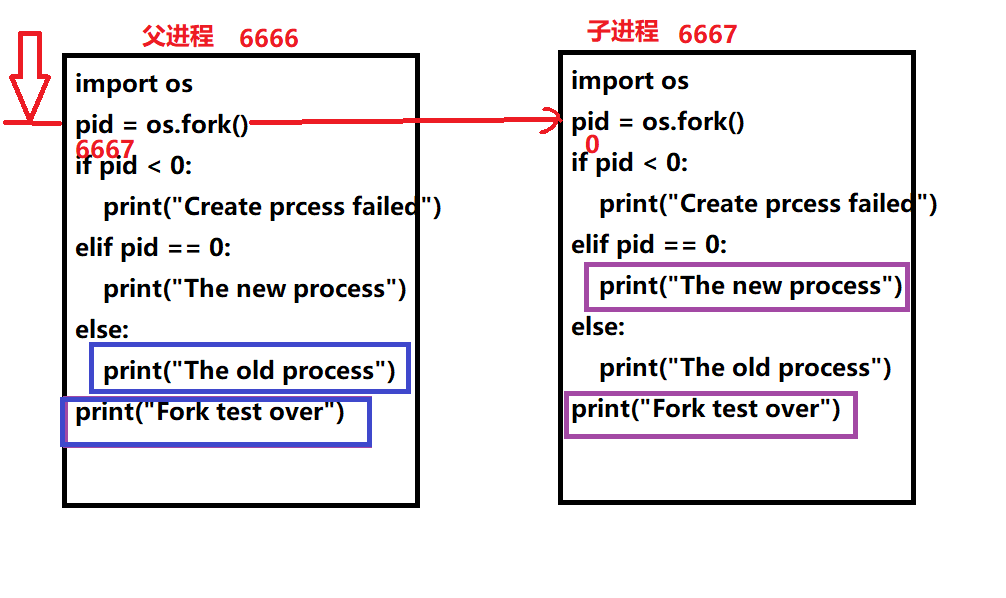 父进程 6666
import os
pid = os.fork()
6667
if pid < 0:
print("Create prcess failed")
elif pid == 0:
print("The new process")
else:
print("The old process")
print("Fork test over")
子进程 6667
import os
pid = os.fork()
0
if pid < 0:
print("Create prcess failed")
elif pid == 0:
print("The new process")
else:
print("The old process")
print("Fork test over")